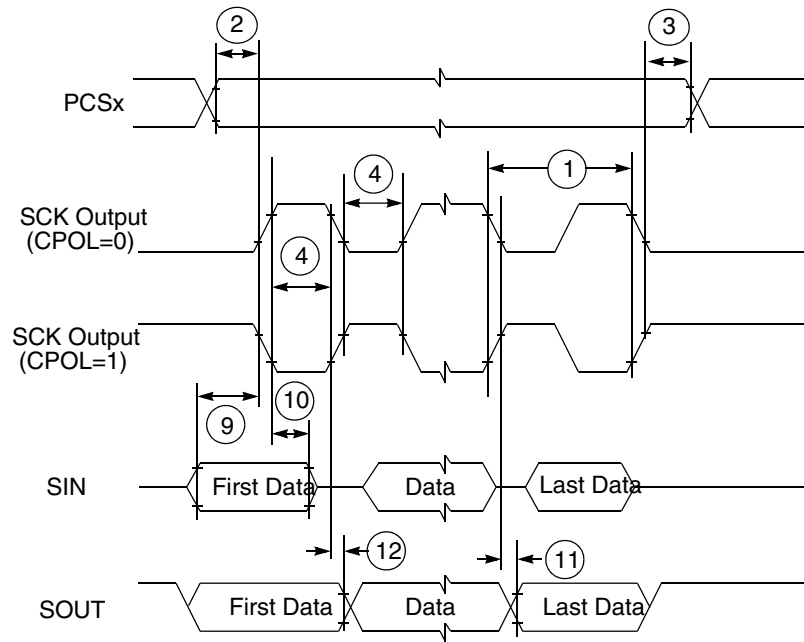 2
3
PCSx
4
1
SCK Output
(CPOL=0)
4
SCK Output
(CPOL=1)
9
10
SIN
First Data
Data
Last Data
12
11
SOUT
First Data
Data
Last Data